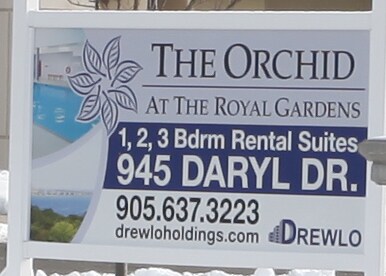 THE ORCHID
AT THE ROYAL GARDENS
1, 2, 3 Bdrm Rental Suites
945 DARYL DR.
905.637.3223
drewloholdings.com DREWLO